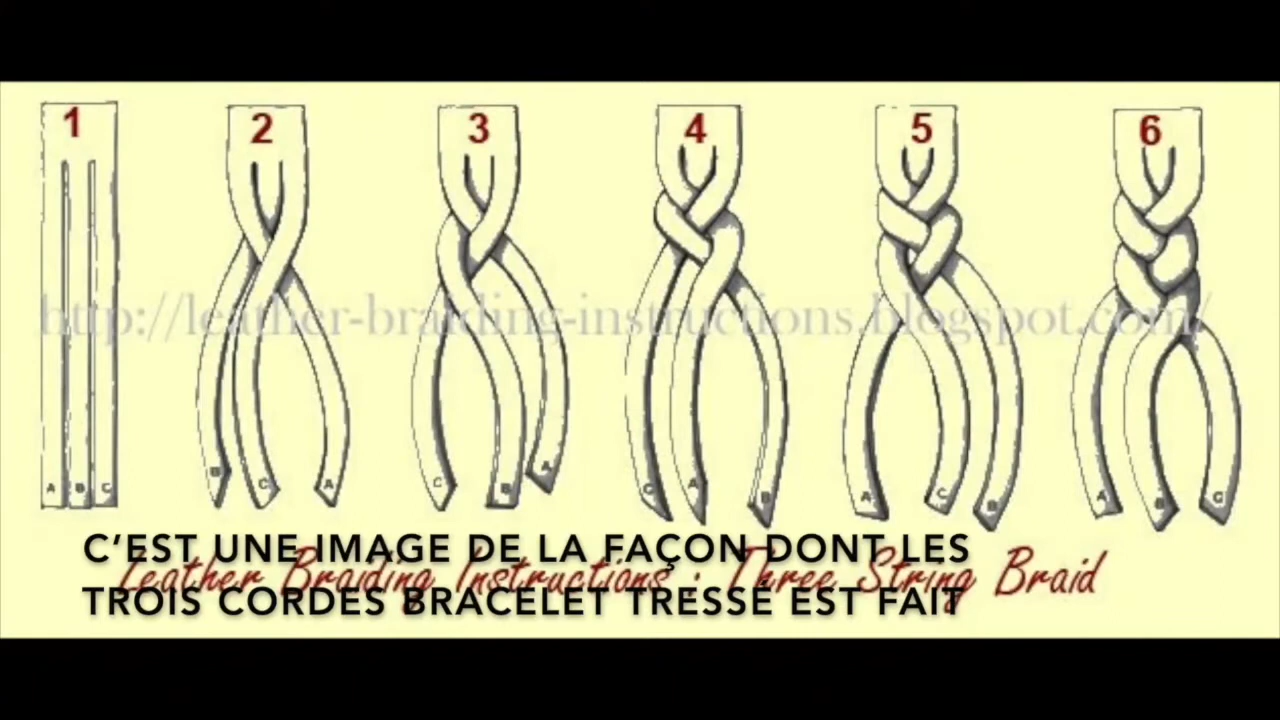 1 2 3 4 5 6
http://leather-braiding-instructions.blogspot.com/
A B C B C A C B A C A B A C B A B C
C’EST UNE IMAGE DE LA FAÇON DONT LES
Leather Braiding Instructions : Three String Braid
TROIS CORDES BRACELET TRESSÉ EST FAIT